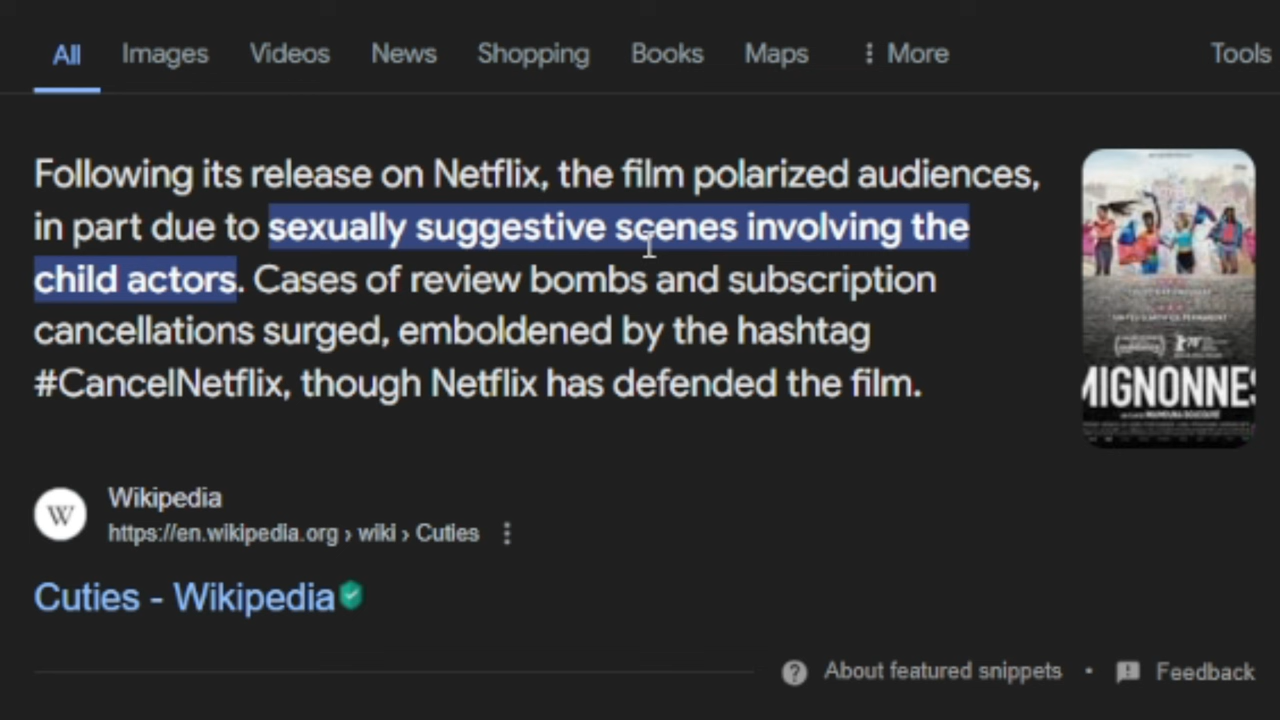 All Images Videos News Shopping Books Maps More Tools
Following its release on Netflix, the film polarized audiences,
in part due to sexually suggestive scenes involving the
child actors. Cases of review bombs and subscription
cancellations surged, emboldened by the hashtag
#CancelNetflix, though Netflix has defended the film.
MIGNONNES
W
Wikipedia
https://en.wikipedia.org › wiki › Cuties
Cuties - Wikipedia
About featured snippets • Feedback